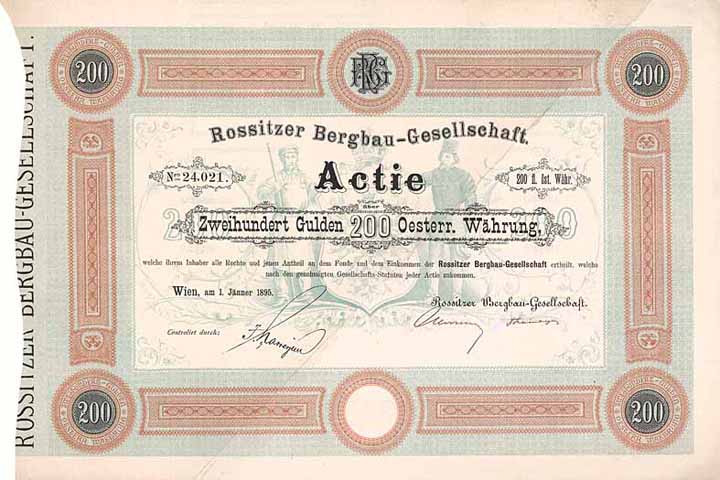 ROSSITZER BERGBAU-GESELLSCHAFT.
200
RBG
200
Rossitzer Bergbau-Gesellschaft.
Nro 24.021.
Actie
200 fl. öst. Währ.
über
Zweihundert Gulden 200 Oesterr. Währung,
welche ihrem Inhaber alle Rechte und jenen Antheil an dem Fonde und dem Einkommen der Rossitzer Bergbau-Gesellschaft ertheilt, welche
nach den genehmigten Gesellschafts-Statuten jeder Actie zukommen.
Wien, am 1. Jänner 1895.
Rossitzer Bergbau-Gesellschaft.
Controlirt durch:
200
200